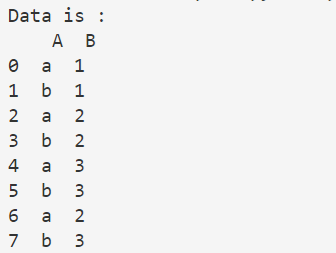 Data is :
A B
0 a 1
1 b 1
2 a 2
3 b 2
4 a 3
5 b 3
6 a 2
7 b 3